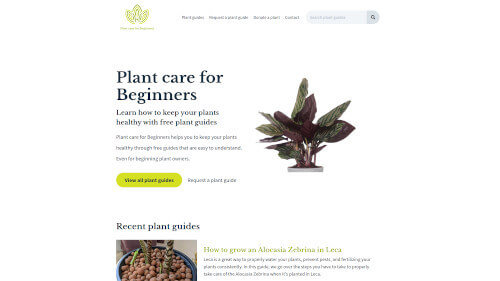 Plant guides Request a plant guide Donate a plant Contact Search plant guides
Plant care for Beginners
Plant care for
Beginners
Learn how to keep your plants
healthy with free plant guides
Plant care for Beginners helps you to keep your plants
healthy through free guides that are easy to understand.
Even for beginning plant owners.
View all plant guides Request a plant guide
Recent plant guides
How to grow an Alocasia Zebrina in Leca
Leca is a great way to properly water your plants, prevent pests, and fertilizing your
plants consistently. In this guide, we go over the steps you have to take to properly
take care of the Alocasia Zebrina when it's planted in Leca.